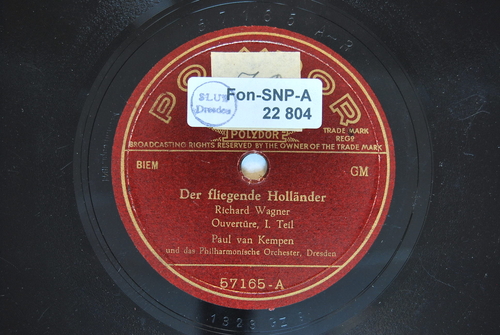 POLYDOR
SLUB
Dresden
Fon-SNP-A
22 804
POLYDOR
TRADE MARK
REGD
BROADCASTING RIGHTS RESERVED BY THE OWNER OF THE TRADE MARK
BIEM
GM
Der fliegende Holländer
Richard Wagner
Ouvertüre, I. Teil
Paul van Kempen
und das Philharmonische Orchester, Dresden
57165-A